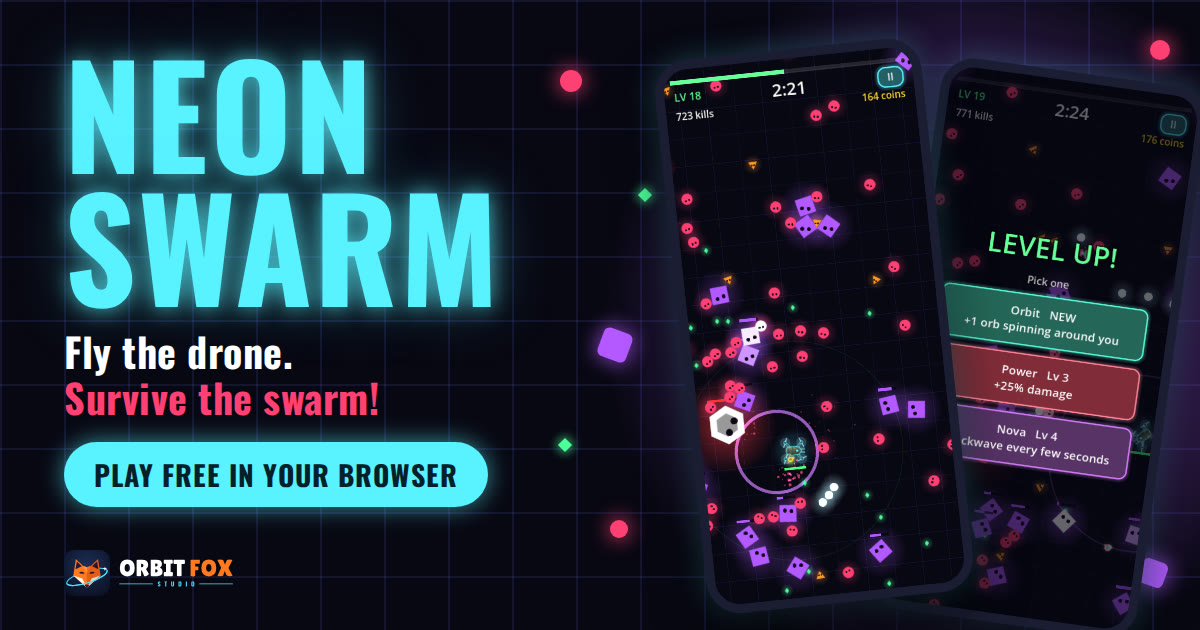 NEON
SWARM
Fly the drone.
Survive the swarm!
PLAY FREE IN YOUR BROWSER
ORBIT FOX
STUDIO
LV 18
2:21
723 kills
164 coins
LV 19
2:24
771 kills
176 coins
LEVEL UP!
Pick one
Orbit NEW
+1 orb spinning around you
Power Lv 3
+25% damage
Nova Lv 4
ckwave every few seconds